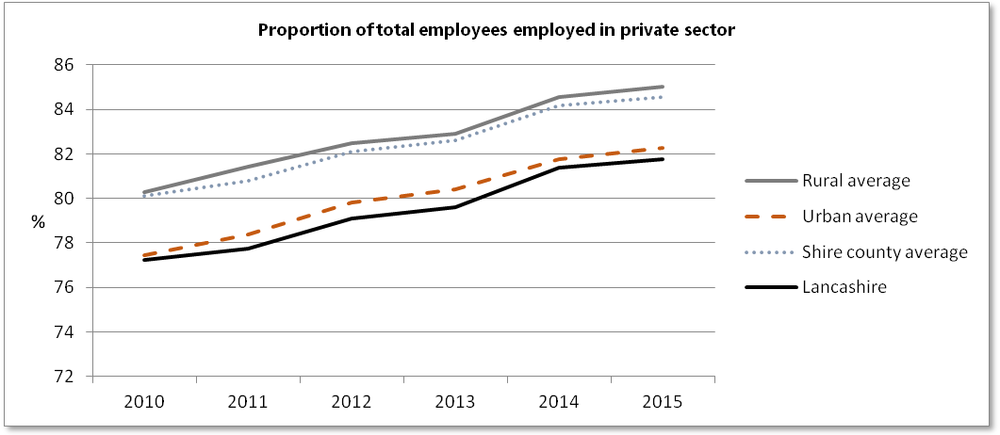 Proportion of total employees employed in private sector
86
84
82
80
78
76
74
72
%
2010 2011 2012 2013 2014 2015
Rural average
Urban average
Shire county average
Lancashire